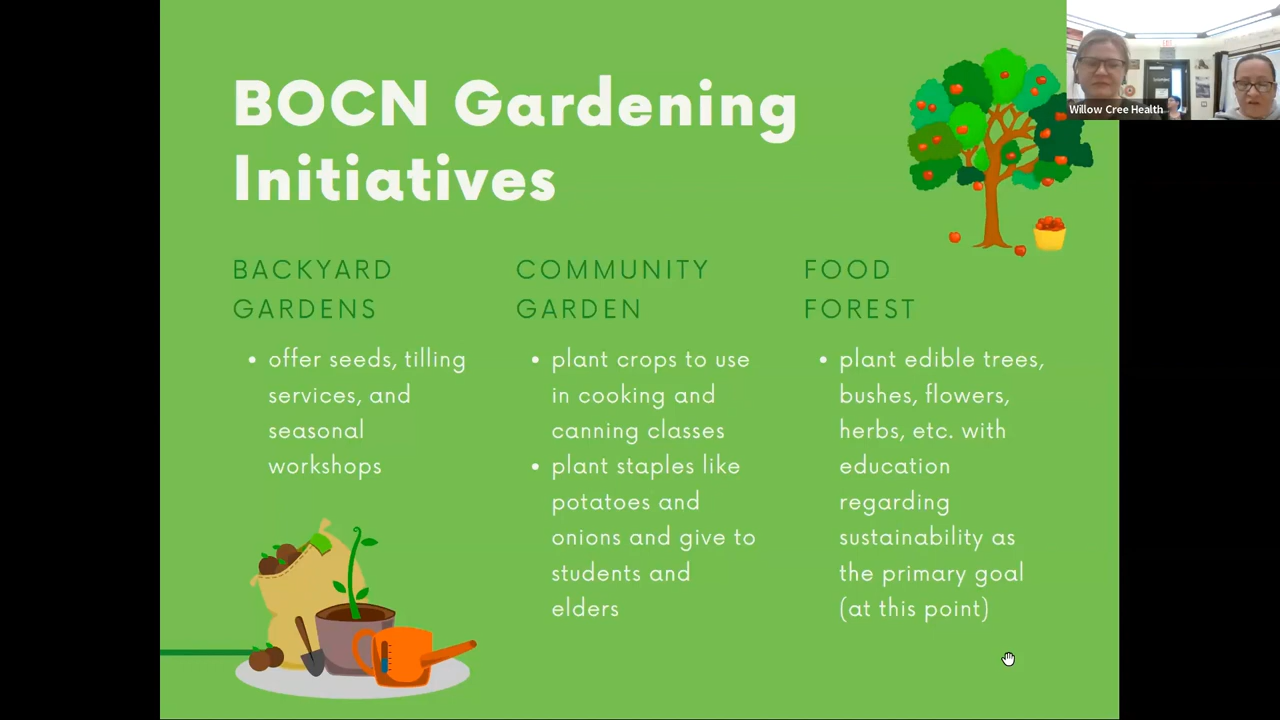 BOCN Gardening
Initiatives
Willow Cree Health
BACKYARD
GARDENS
• offer seeds, tilling
services, and
seasonal
workshops
COMMUNITY
GARDEN
• plant crops to use
in cooking and
canning classes
• plant staples like
potatoes and
onions and give to
students and
elders
FOOD
FOREST
• plant edible trees,
bushes, flowers,
herbs, etc. with
education
regarding
sustainability as
the primary goal
(at this point)